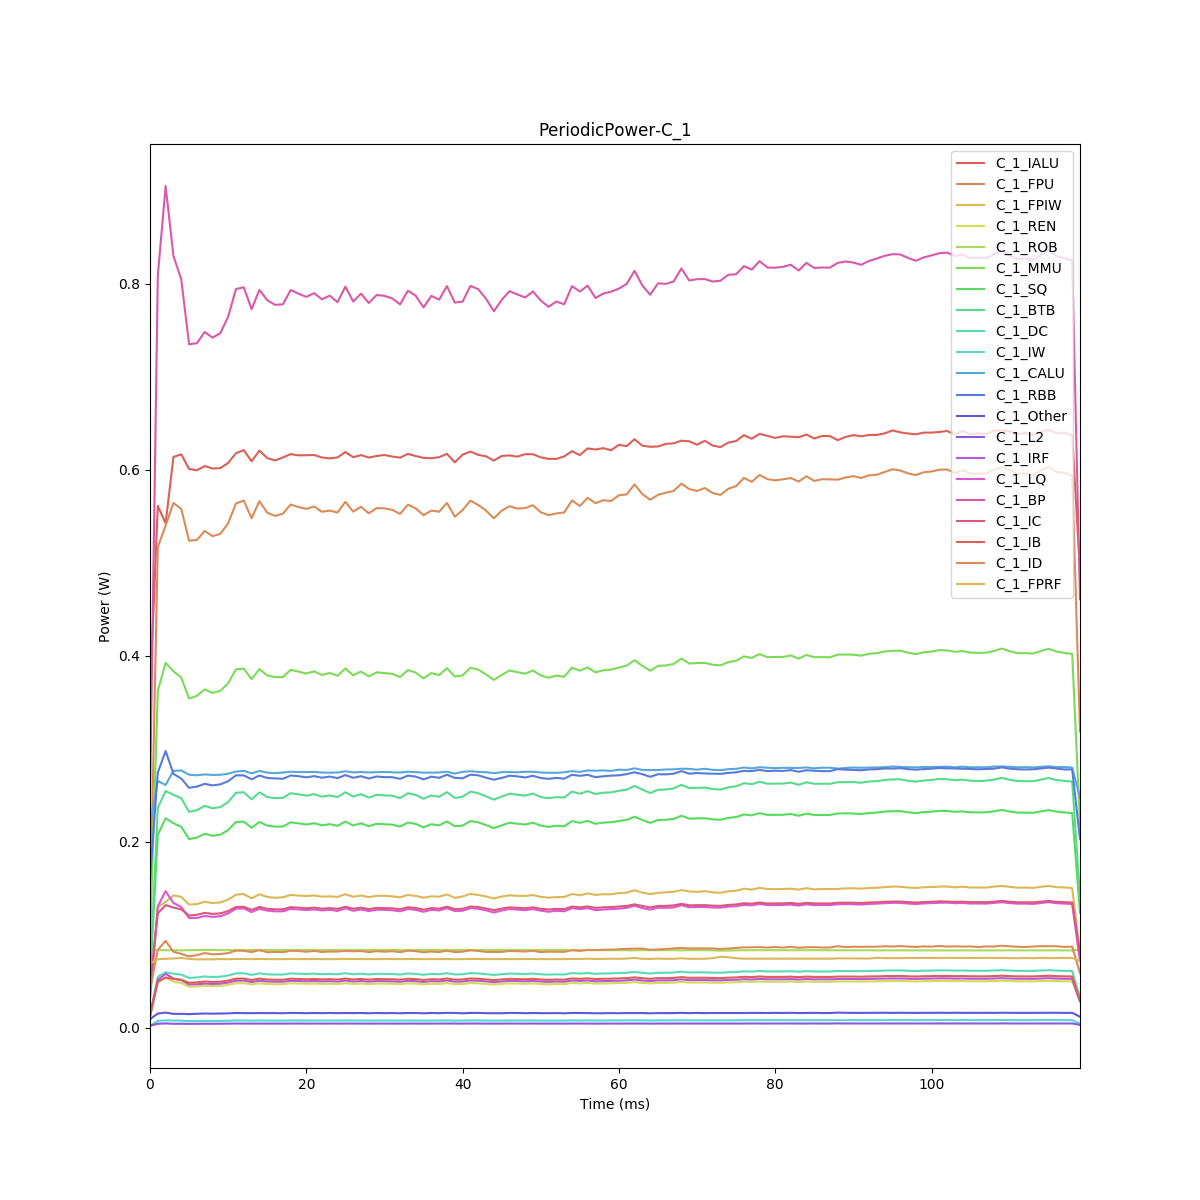 PeriodicPower-C_1
C_1_IALU
C_1_FPU
C_1_FPIW
C_1_REN
C_1_ROB
C_1_MMU
C_1_SQ
C_1_BTB
C_1_DC
C_1_IW
C_1_CALU
C_1_RBB
C_1_Other
C_1_L2
C_1_IRF
C_1_LQ
C_1_BP
C_1_IC
C_1_IB
C_1_ID
C_1_FPRF
Power (W)
0.8
0.6
0.4
0.2
0.0
0 20 40 60 80 100
Time (ms)